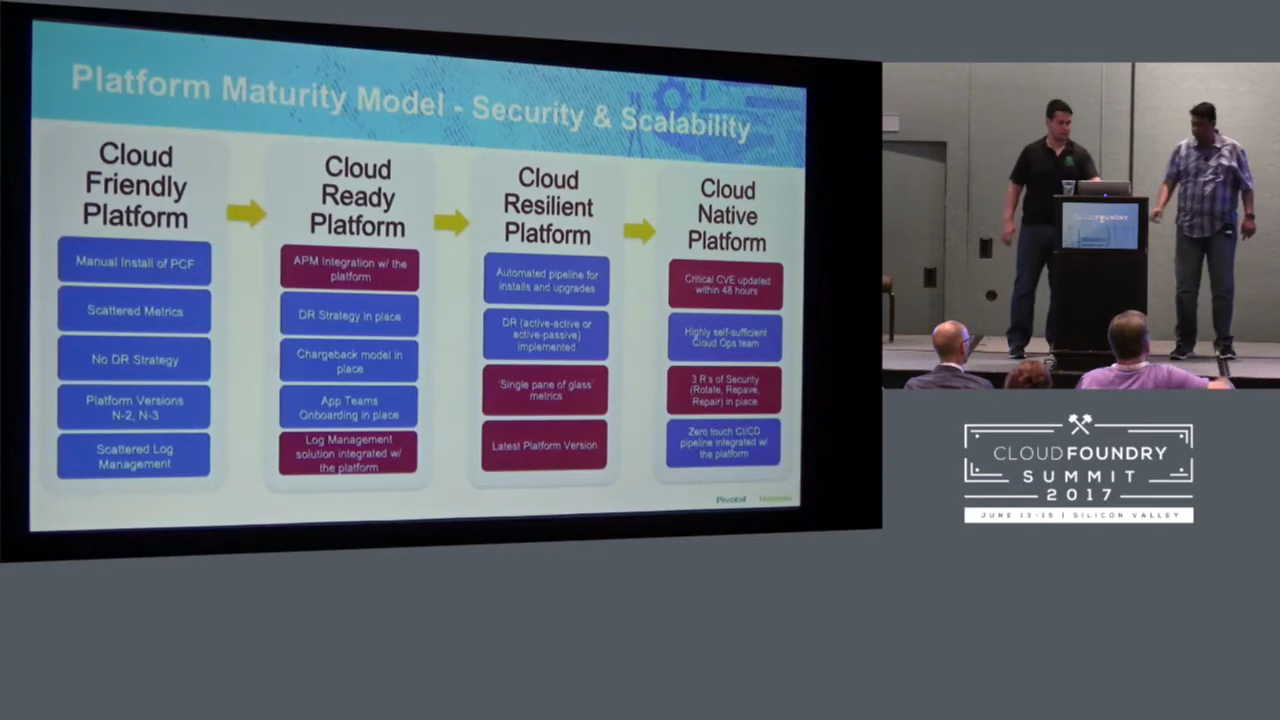 Platform Maturity Model - Security & Scalability
Cloud
Friendly
Platform
Manual Install of PCF
Scattered Metrics
No DR Strategy
Platform Versions
N-2, N-3
Scattered Log
Management
Cloud
Ready
Platform
APM Integration w/ the
platform
DR Strategy in place
Chargeback model in
place
App Teams
Onboarding in place
Log Management
solution integrated w/
the platform
Cloud
Resilient
Platform
Automated pipeline for
installs and upgrades
DR (active-active or
active-passive)
implemented
'Single pane of glass'
metrics
Latest Platform Version
Cloud
Native
Platform
Critical CVE updated
within 48 hours
Highly self-sufficient
Cloud Ops team
3 R's of Security
(Rotate, Repave,
Repair) in place
Zero touch CI/CD
pipeline integrated w/
the platform
Pivotal
CLOUDFOUNDRY
CLOUDFOUNDRY
SUMMIT
2017
JUNE 13-15 | SILICON VALLEY